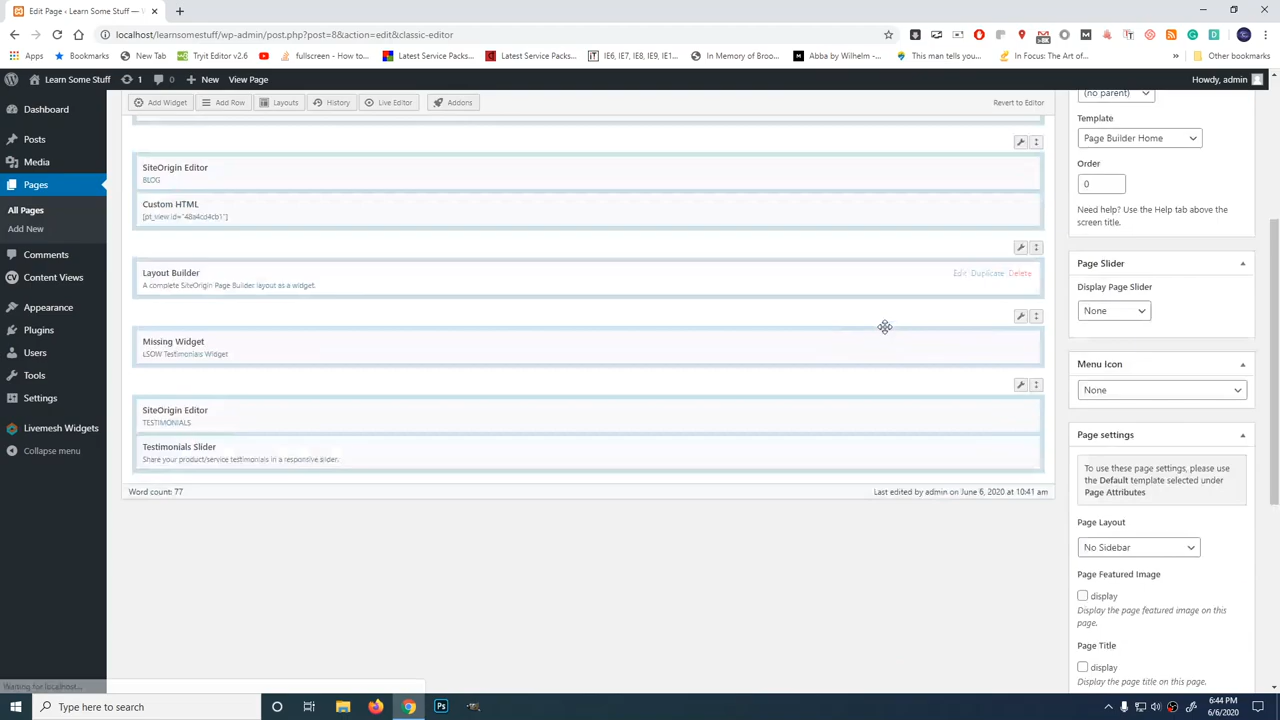 Edit Page ‹ Learn Some Stuff — W
localhost/learnsomestuff/wp-admin/post.php?post=8&action=edit&classic-editor
Bookmarks New Tab Tryit Editor v2.6 fullscreen - How to... Latest Service Packs... Latest Service Packs... IE6, IE7, IE8, IE9, IE1... In Memory of Broo... Abba by Wilhelm -... This man tells you... In Focus: The Art of... » Other bookmarks
Learn Some Stuff 1 0 + New View Page Howdy, admin
Dashboard
Posts
Media
Pages
All Pages
Add New
Comments
Content Views
Appearance
Plugins
Users
Tools
Settings
Livemesh Widgets
Collapse menu
Add Widget Add Row Layouts History Live Editor Addons Revert to Editor
SiteOrigin Editor
BLOG
Custom HTML
[pt_view id="48a4cd4cb1"]
Layout Builder
Edit Duplicate Delete
A complete SiteOrigin Page Builder layout as a widget.
Missing Widget
LSOW Testimonials Widget
SiteOrigin Editor
TESTIMONIALS
Testimonials Slider
Share your product/service testimonials in a responsive slider.
Word count: 77 Last edited by admin on June 6, 2020 at 10:41 am
(no parent)
Template
Page Builder Home
Order
0
Need help? Use the Help tab above the
screen title.
Page Slider
Display Page Slider
None
Menu Icon
None
Page settings
To use these page settings, please use
the Default template selected under
Page Attributes
Page Layout
No Sidebar
Page Featured Image
display
Display the page featured image on this
page.
Page Title
display
Display the page title on this page.
Waiting for localhost...
Type here to search
6:44 PM
6/6/2020